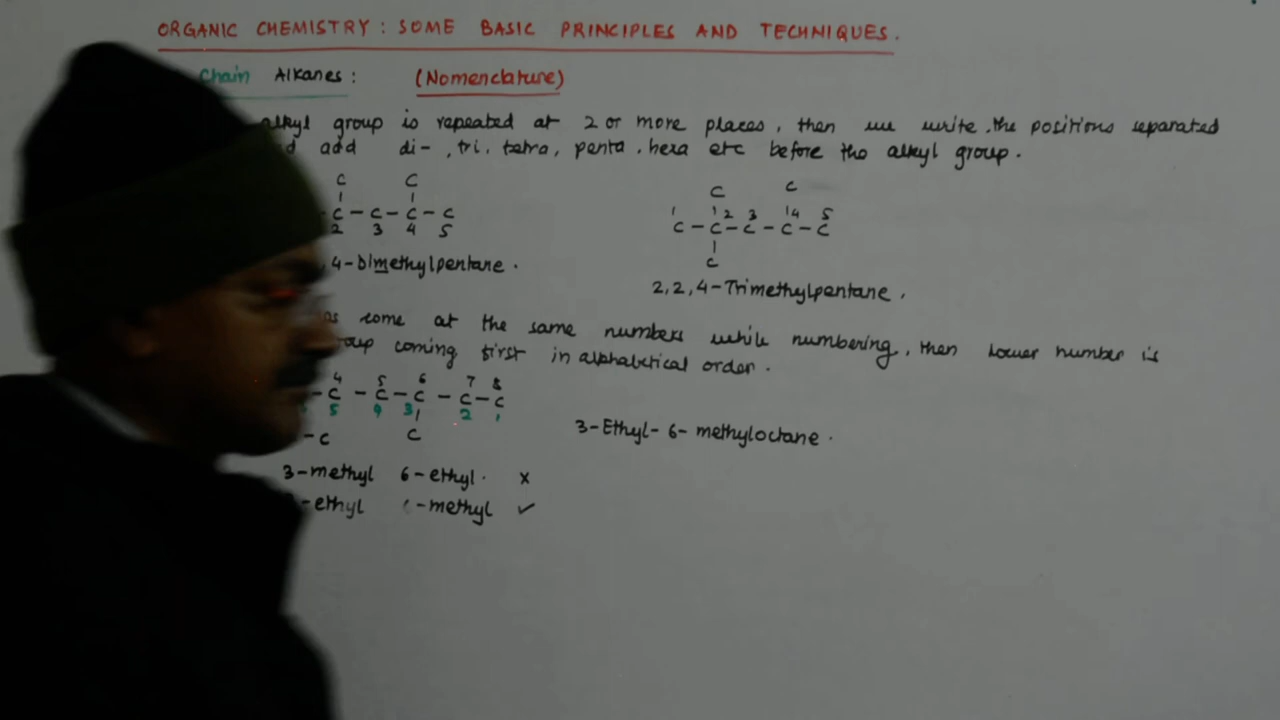 ORGANIC CHEMISTRY : SOME BASIC PRINCIPLES AND TECHNIQUES.
Chain Alkanes : (Nomenclature)
alkyl group is repeated at 2 or more places, then we write the positions separated
add di-, tri, tetra, penta, hexa etc before the alkyl group.
C C
C - C - C - C
2 3 4 5
4-Dimethylpentane.
C C
1 2 3 4 5
C - C - C - C - C
C
2,2,4-Trimethylpentane.
come at the same numbers while numbering, then lower number is
coming first in alphabetical order.
4 5 6 7 8
- C - C - C - C - C
5 4 3 2 1
- C C
3-Ethyl-6-methyloctane.
3-methyl 6-ethyl. x
-ethyl -methyl ✓